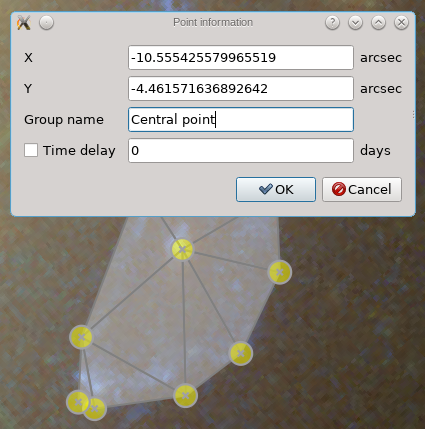 Point information
X -10.555425579965519 arcsec
Y -4.461571636892642 arcsec
Group name Central point
Time delay 0 days
OK Cancel